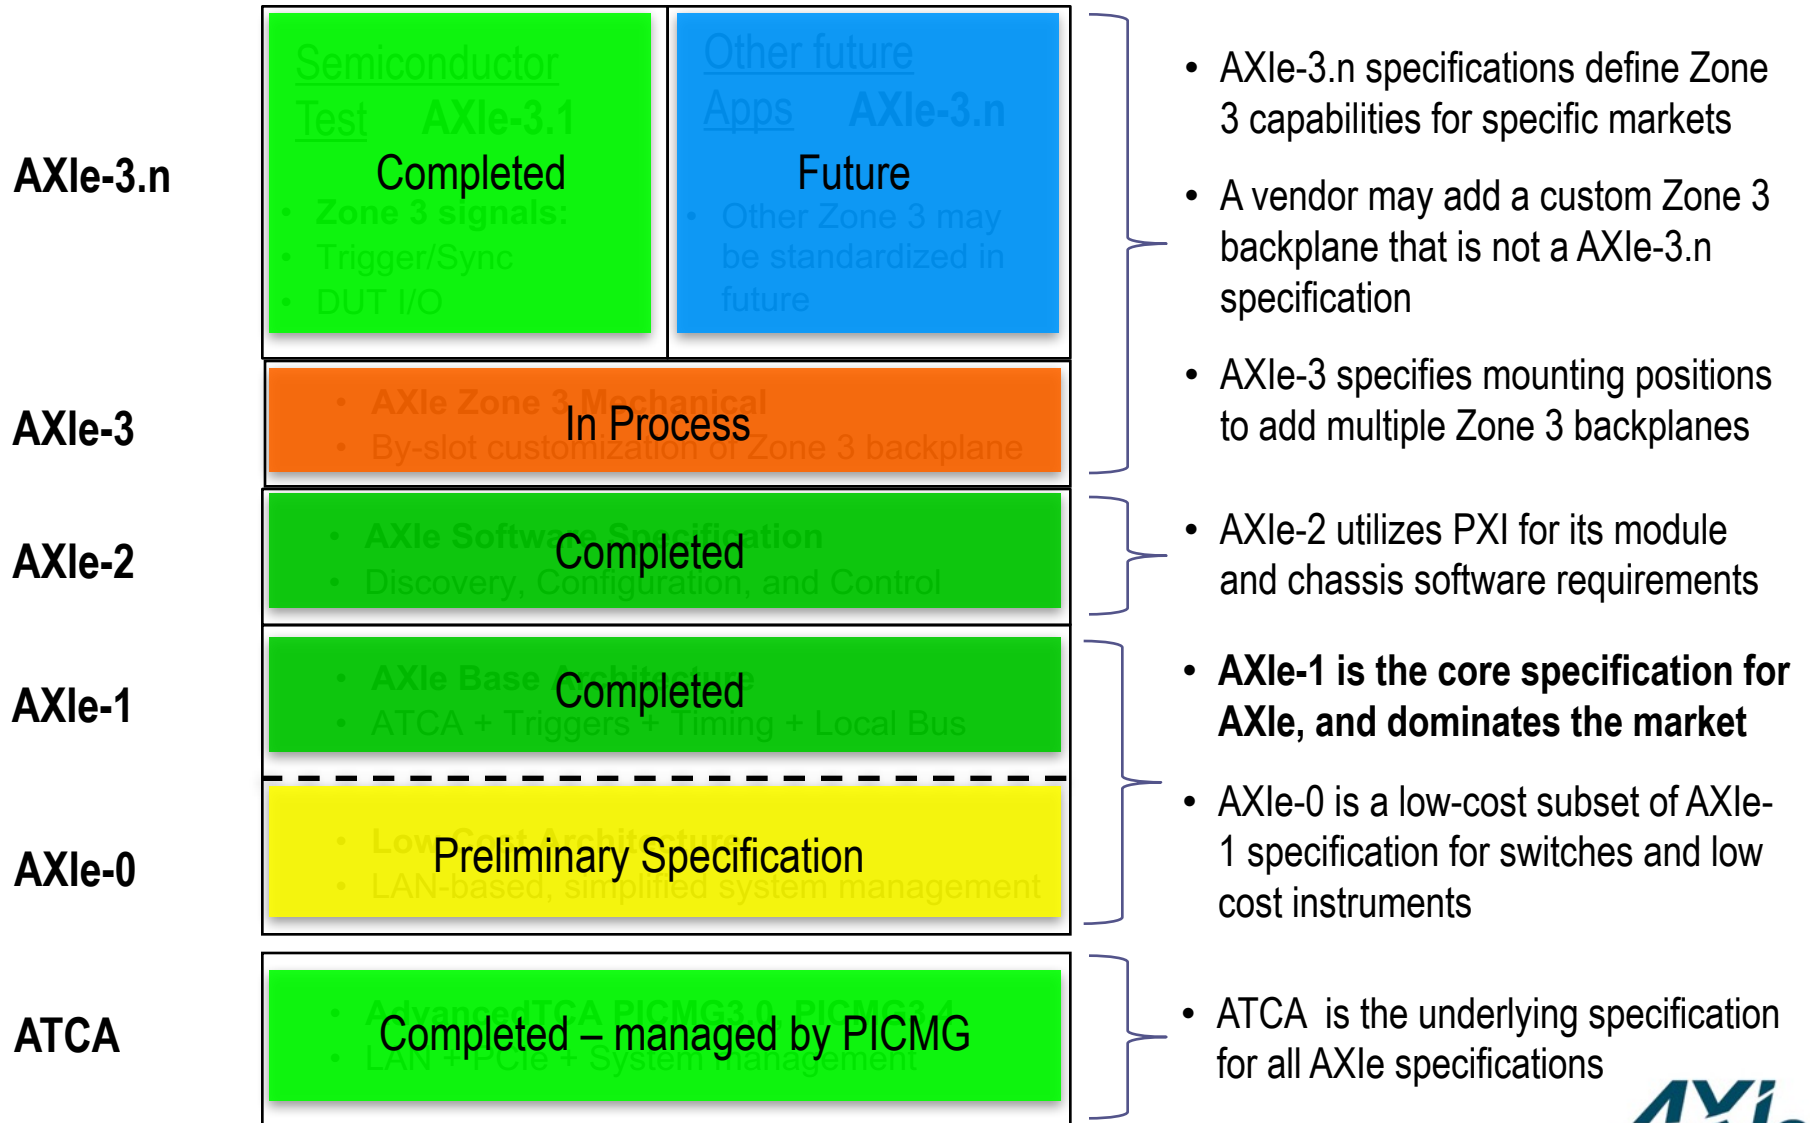 AXIe-3.n
Semiconductor
Test AXIe-3.1
Completed
• Zone 3 signals:
• Trigger/Sync
• DUT I/O
Other future
Apps AXIe-3.n
Future
• Other Zone 3 may
be standardized in
future
• AXIe-3.n specifications define Zone
3 capabilities for specific markets
• A vendor may add a custom Zone 3
backplane that is not a AXIe-3.n
specification
• AXIe-3 specifies mounting positions
to add multiple Zone 3 backplanes
AXIe-3
• AXIe Zone 3 Mechanical
In Process
• By-slot customization of Zone 3 backplane
AXIe-2
• AXIe Software Specification
Completed
• Discovery, Configuration, and Control
• AXIe-2 utilizes PXI for its module
and chassis software requirements
AXIe-1
• AXIe Base Architecture
Completed
• ATCA + Triggers + Timing + Local Bus
• AXIe-1 is the core specification for
AXIe, and dominates the market
AXIe-0
• Low Cost Architecture
Preliminary Specification
• LAN-based, simplified system management
• AXIe-0 is a low-cost subset of AXIe-
1 specification for switches and low
cost instruments
ATCA
• AdvancedTCA PICMG3.0, PICMG3.4
Completed – managed by PICMG
• LAN + PCIe + System management
• ATCA is the underlying specification
for all AXIe specifications
AXIe